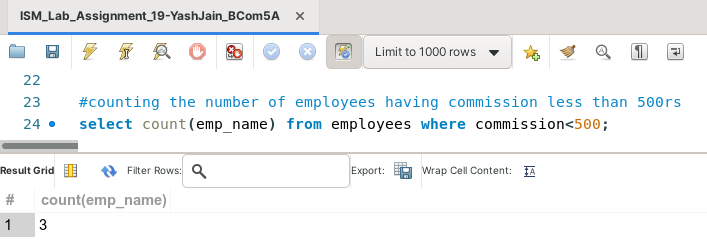 ISM_Lab_Assignment_19-YashJain_BCom5A ×
Limit to 1000 rows
22
23 #counting the number of employees having commission less than 500rs
24 select count(emp_name) from employees where commission<500;
Result Grid Filter Rows: Export: Wrap Cell Content: IA
# count(emp_name)
1 3